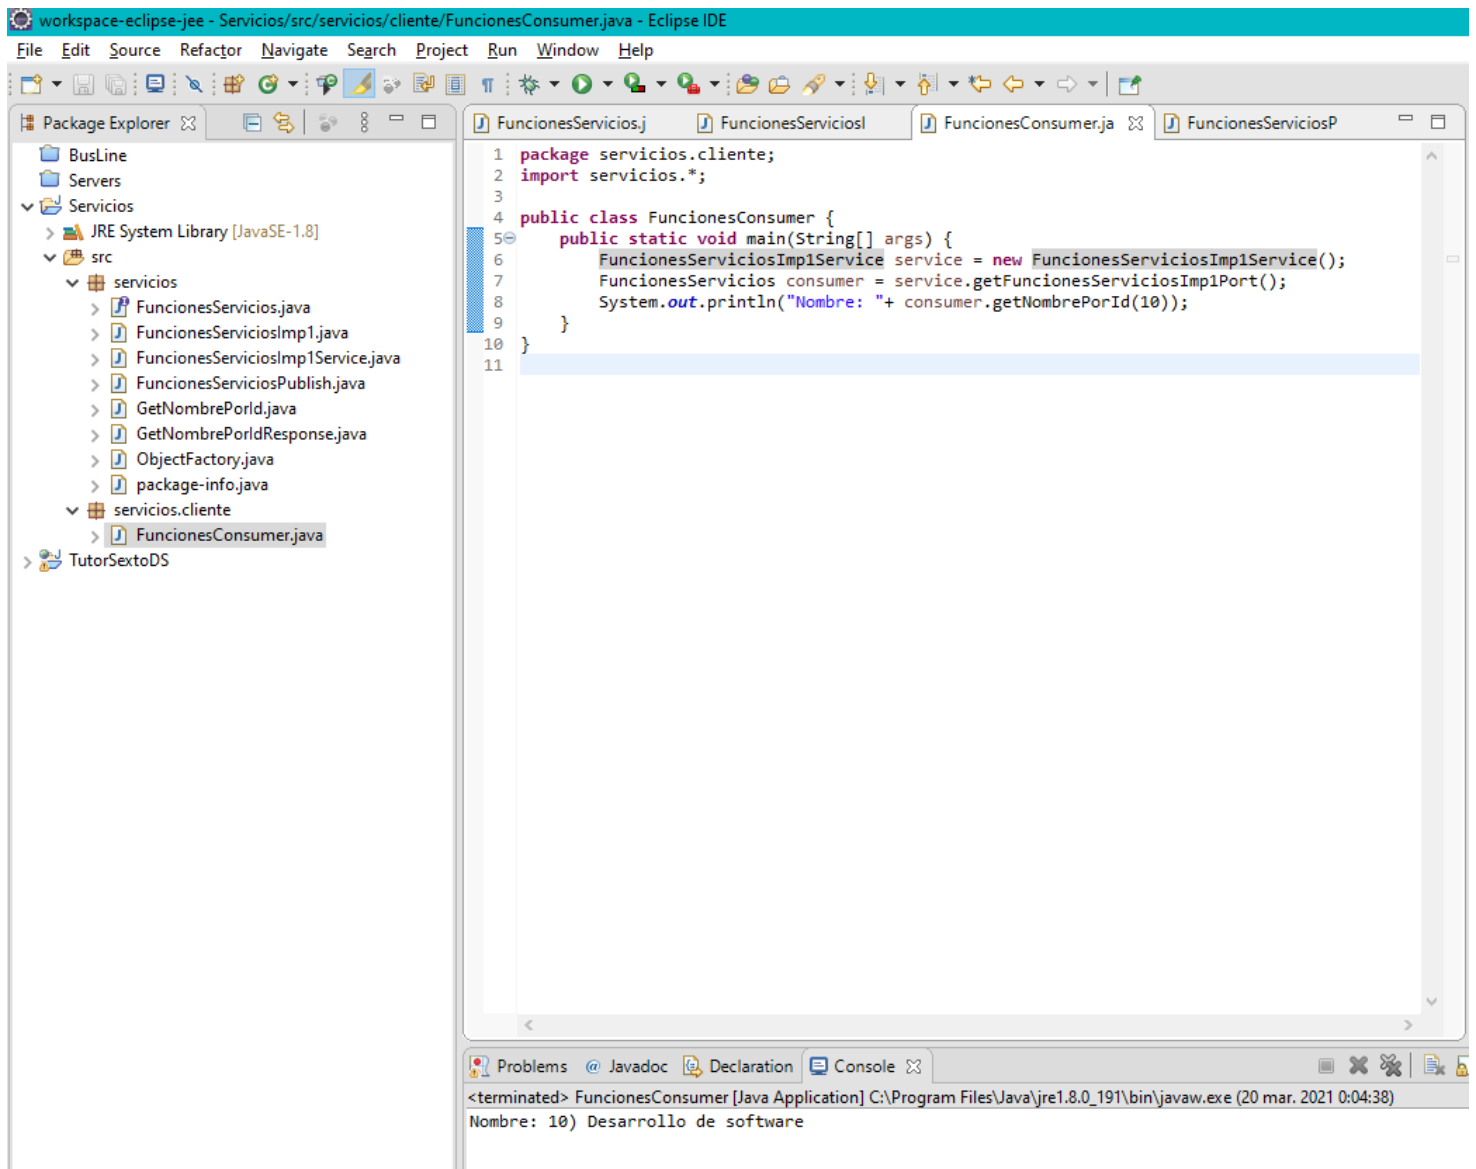 workspace-eclipse-jee - Servicios/src/servicios/cliente/FuncionesConsumer.java - Eclipse IDE
File Edit Source Refactor Navigate Search Project Run Window Help
Package Explorer
BusLine
Servers
Servicios
JRE System Library [JavaSE-1.8]
src
servicios
FuncionesServicios.java
FuncionesServiciosImp1.java
FuncionesServiciosImp1Service.java
FuncionesServiciosPublish.java
GetNombrePorId.java
GetNombrePorIdResponse.java
ObjectFactory.java
package-info.java
servicios.cliente
FuncionesConsumer.java
TutorSextoDS
FuncionesServicios.j FuncionesServiciosI FuncionesConsumer.ja FuncionesServiciosP
1 package servicios.cliente;
2 import servicios.*;
3
4 public class FuncionesConsumer {
5 public static void main(String[] args) {
6 FuncionesServiciosImp1Service service = new FuncionesServiciosImp1Service();
7 FuncionesServicios consumer = service.getFuncionesServiciosImp1Port();
8 System.out.println("Nombre: "+ consumer.getNombrePorId(10));
9 }
10 }
11
Problems @ Javadoc Declaration Console
<terminated> FuncionesConsumer [Java Application] C:\Program Files\Java\jre1.8.0_191\bin\javaw.exe (20 mar. 2021 0:04:38)
Nombre: 10) Desarrollo de software